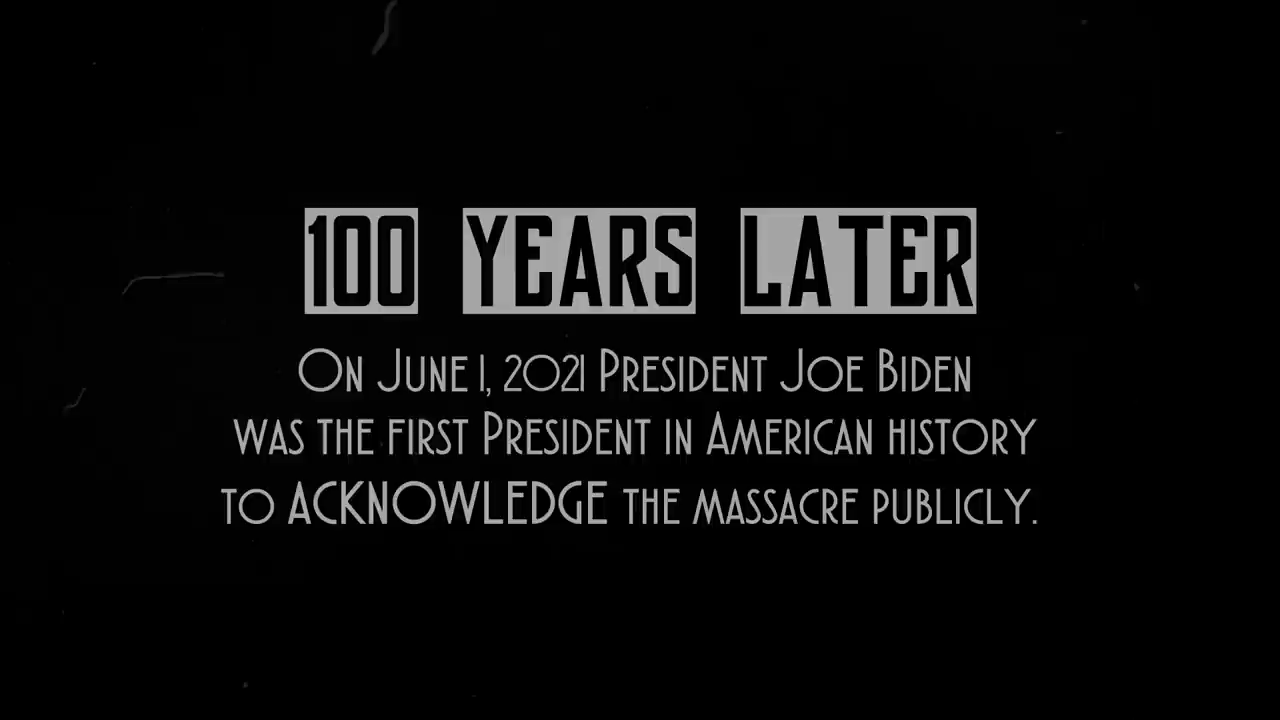 100 YEARS LATER
On June 1, 2021 President Joe Biden
was the first President in American history
to ACKNOWLEDGE the massacre publicly.